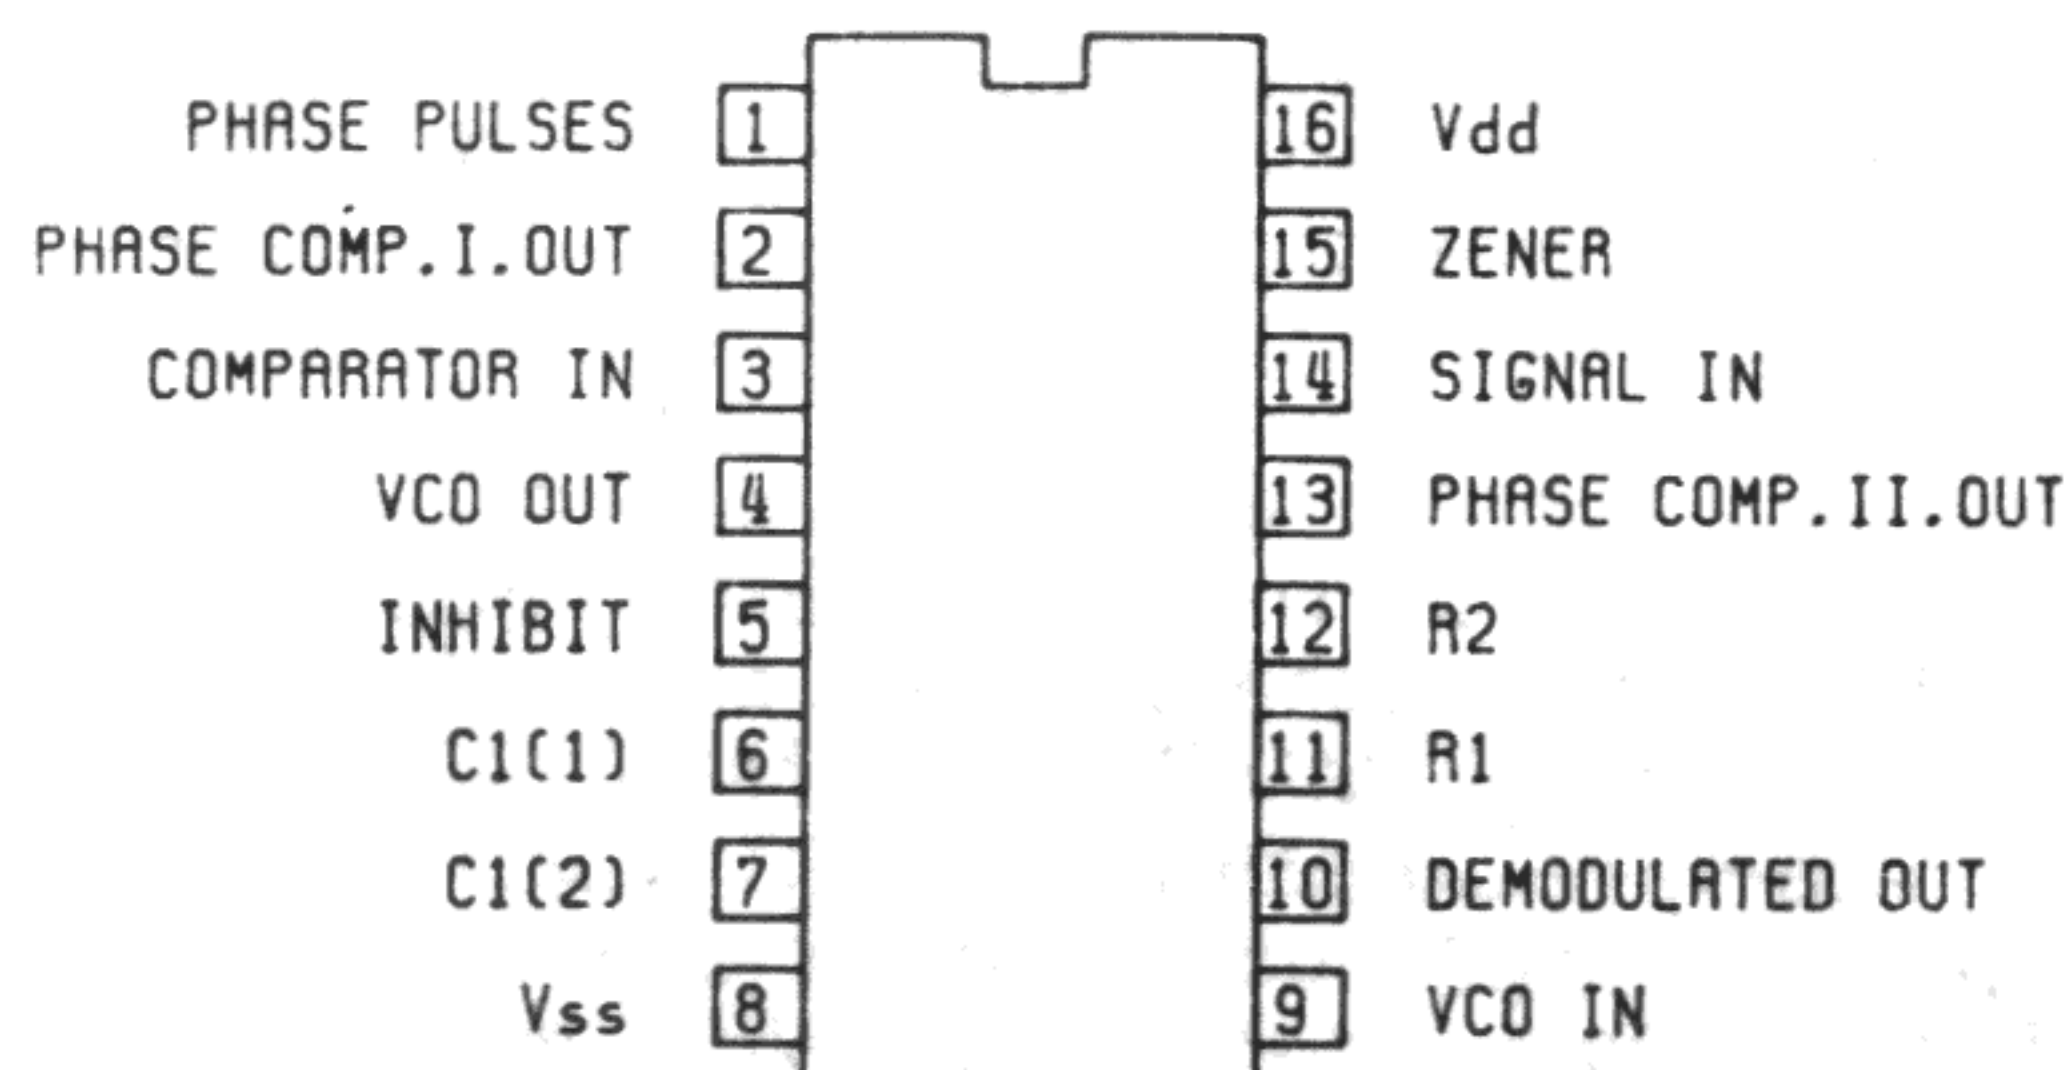 PHASE PULSES 1 16 Vdd
PHASE COMP.I.OUT 2 15 ZENER
COMPARATOR IN 3 14 SIGNAL IN
VCO OUT 4 13 PHASE COMP.II.OUT
INHIBIT 5 12 R2
C1(1) 6 11 R1
C1(2) 7 10 DEMODULATED OUT
Vss 8 9 VCO IN